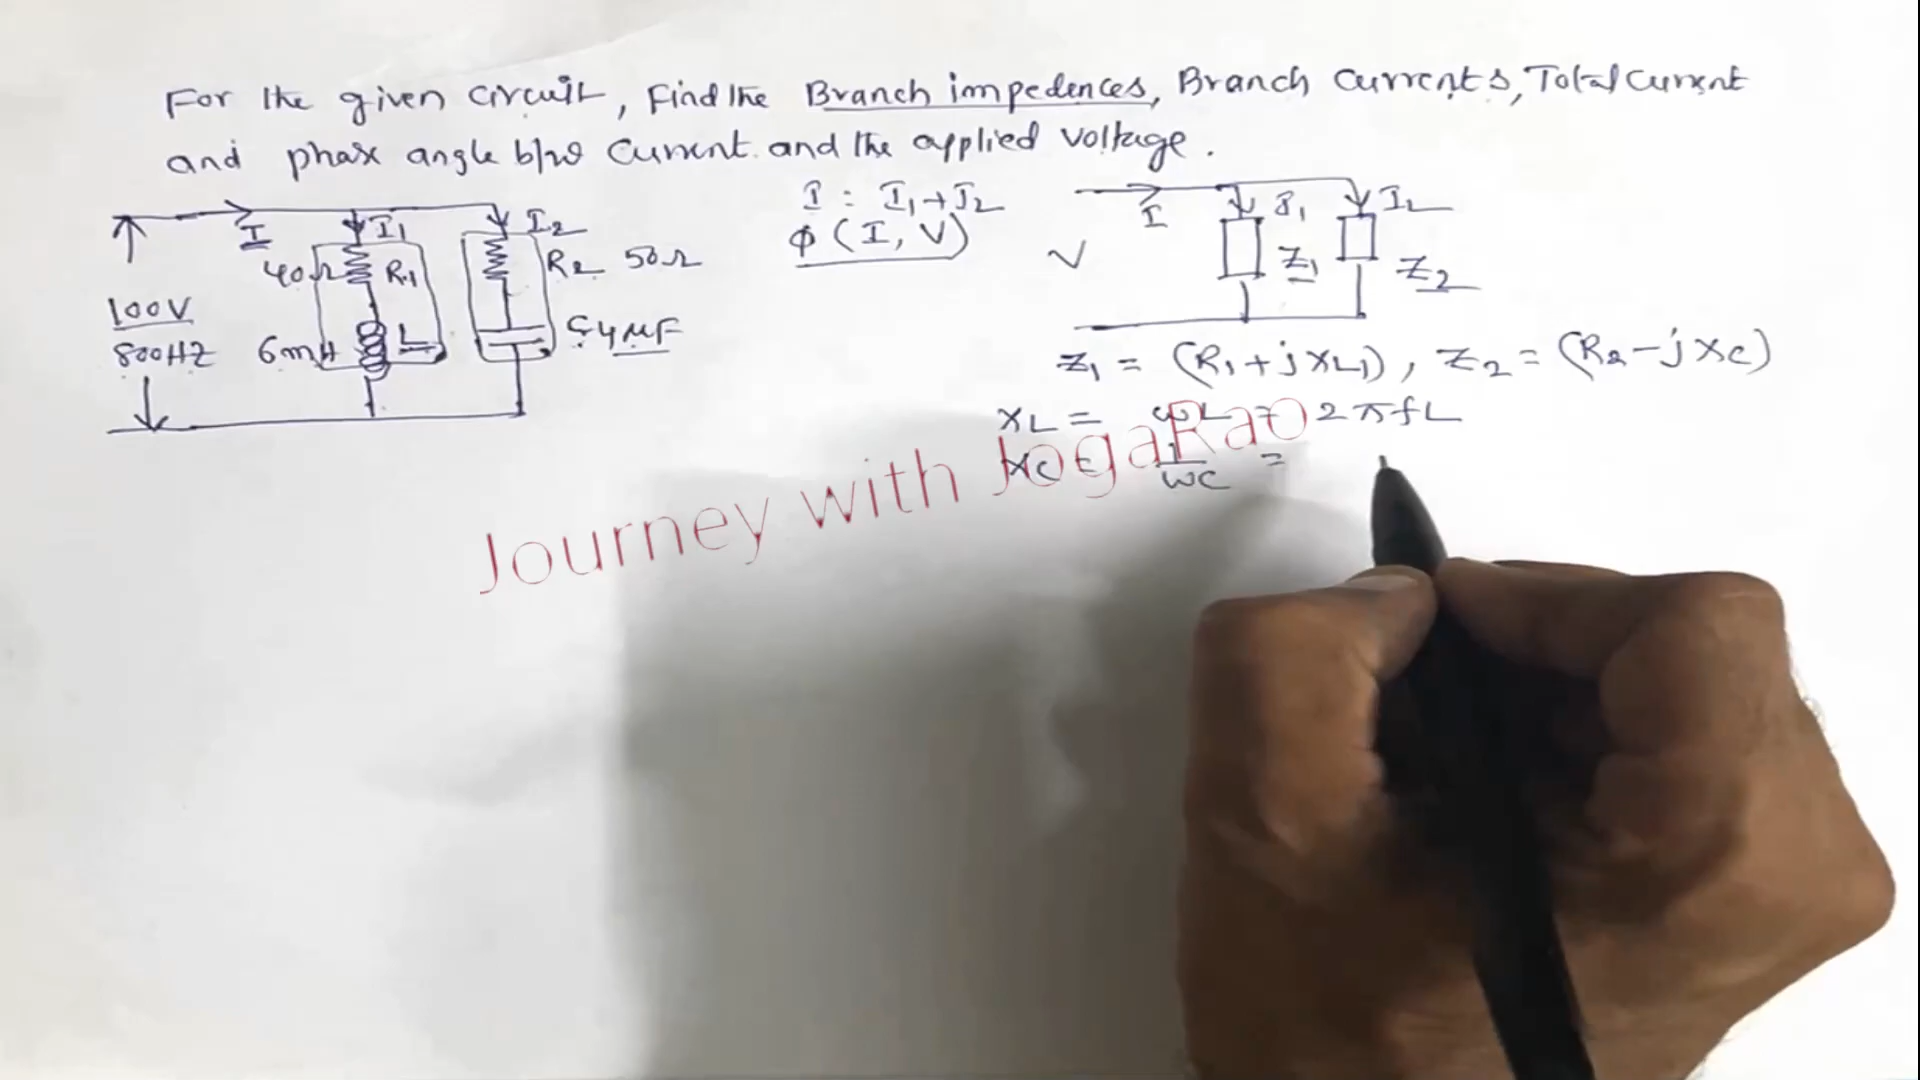 For the given circuit, Find the Branch impedences, Branch Currents, Total Current
and phase angle b/w Current and the applied voltage.
I : I1+I2
ϕ (I, V)
I
I1
I2
40Ω
R1
R2 50Ω
100V
800HZ
6mH
L
54μF
I
I1
I2
V
Z1
Z2
Z1 = (R1+jXL1), Z2 = (R2-jXC)
XL = ωL = 2πfL
XC = 1/ωC =
Journey with JogaRao